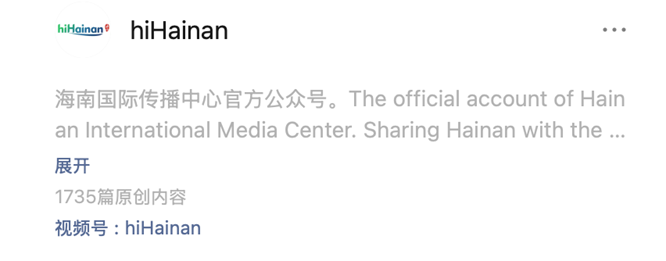 hiHainan
hiHainan
海南国际传播中心官方公众号。The official account of Hain
an International Media Center. Sharing Hainan with the ...
展开
1735篇原创内容
视频号：hiHainan